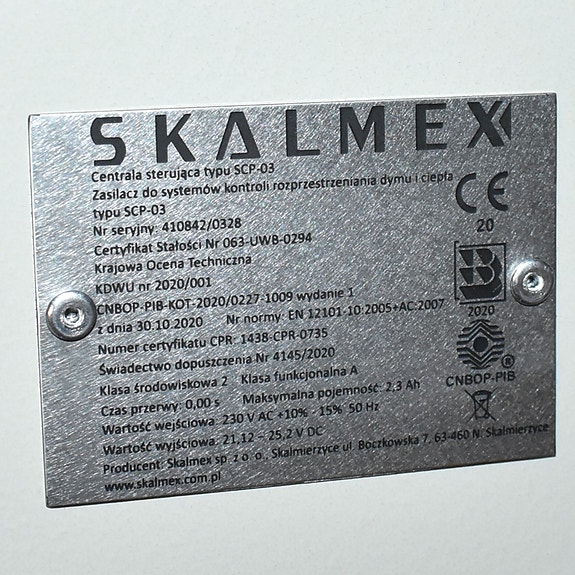 SKALMEX
Centrala sterująca typu SCP-03
Zasilacz do systemów kontroli rozprzestrzeniania dymu i ciepła
typu SCP-03
Nr seryjny: 410842/0328
Certyfikat Stałości Nr 063-UWB-0294
Krajowa Ocena Techniczna
KDWU nr 2020/001
CNBOP-PIB-KOT-2020/0227-1009 wydanie 1
z dnia 30.10.2020 Nr normy: EN 12101-10:2005+AC:2007
Numer certyfikatu CPR: 1438-CPR-0735
Świadectwo dopuszczenia Nr 4145/2020
Klasa środowiskowa 2 Klasa funkcjonalna A
Czas przerwy: 0,00 s Maksymalna pojemność: 2,3 Ah
Wartość wejściowa: 230 V AC +10% - 15% 50 Hz
Wartość wyjściowa: 21,12 – 25,2 V DC
Producent: Skalmex sp. z o. o., Skalmierzyce ul. Boczkowska 7, 63-460 N. Skalmierzyce
www.skalmex.com.pl
CE
20
B
2020
®
CNBOP-PIB